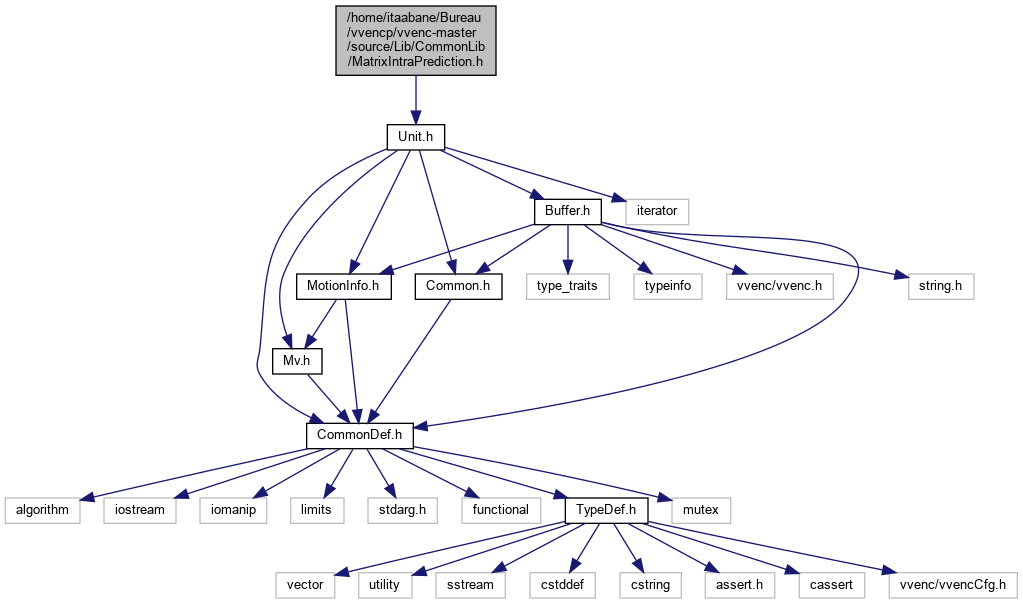 /home/itaabane/Bureau
/vvencp/vvenc-master
/source/Lib/CommonLib
/MatrixIntraPrediction.h
Unit.h
Buffer.h
iterator
MotionInfo.h
Common.h
type_traits
typeinfo
vvenc/vvenc.h
string.h
Mv.h
CommonDef.h
algorithm
iostream
iomanip
limits
stdarg.h
functional
TypeDef.h
mutex
vector
utility
sstream
cstddef
cstring
assert.h
cassert
vvenc/vvencCfg.h